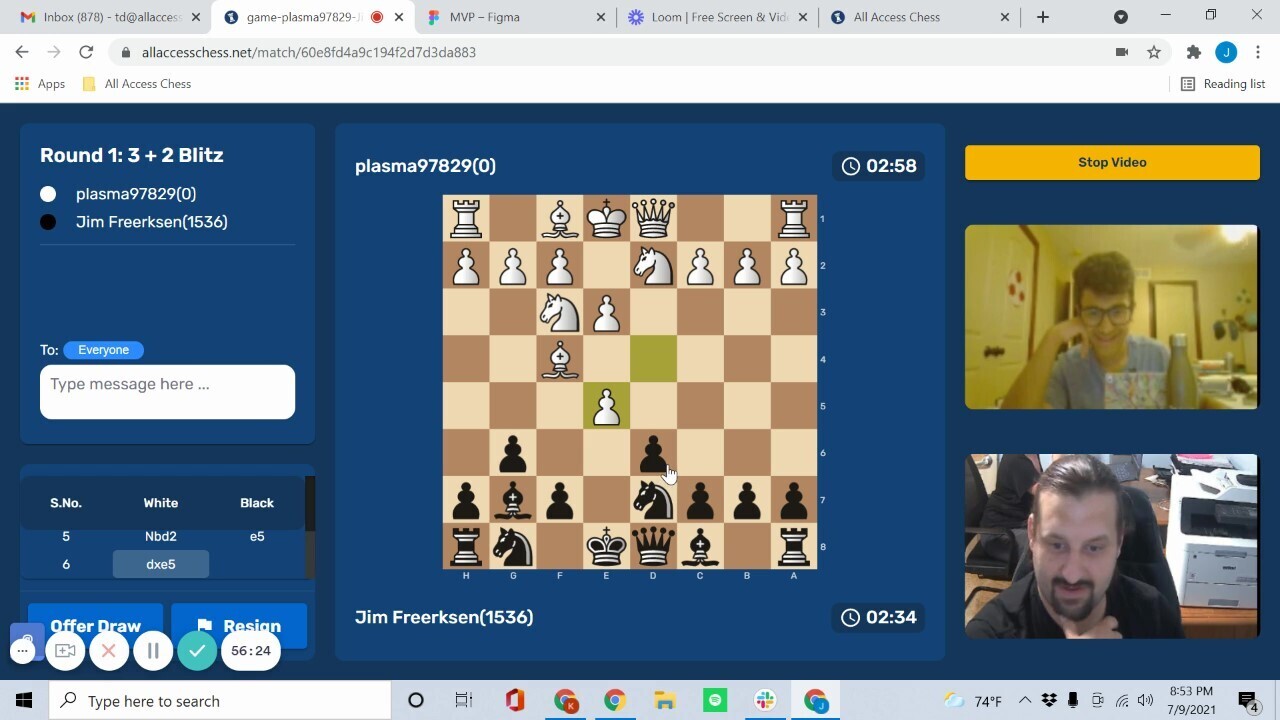 Inbox (878) - td@allaccess
game-plasma97829-Ji
MVP – Figma
Loom | Free Screen & Vid
All Access Chess
allaccesschess.net/match/60e8fd4a9c194f2d7d3da883
Apps
All Access Chess
Reading list
Round 1: 3 + 2 Blitz
plasma97829(0)
Jim Freerksen(1536)
To: Everyone
Type message here ...
S.No. White Black
5 Nbd2 e5
6 dxe5
Offer Draw
Resign
56:24
plasma97829(0)
02:58
1
2
3
4
5
6
7
8
H G F E D C B A
Jim Freerksen(1536)
02:34
Stop Video
Type here to search
K
J
74°F
8:53 PM
7/9/2021
4